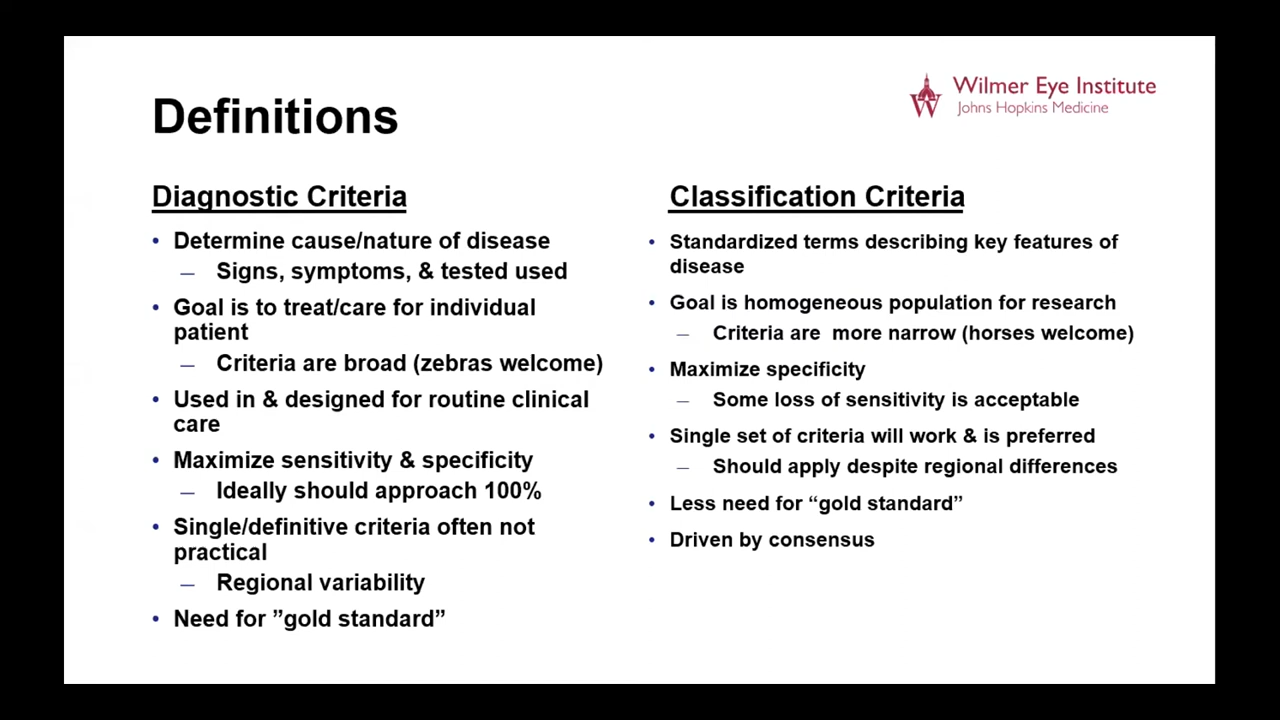 Definitions
Wilmer Eye Institute
Johns Hopkins Medicine
Diagnostic Criteria
• Determine cause/nature of disease
– Signs, symptoms, & tested used
• Goal is to treat/care for individual
patient
– Criteria are broad (zebras welcome)
• Used in & designed for routine clinical
care
• Maximize sensitivity & specificity
– Ideally should approach 100%
• Single/definitive criteria often not
practical
– Regional variability
• Need for ”gold standard”
Classification Criteria
• Standardized terms describing key features of
disease
• Goal is homogeneous population for research
– Criteria are more narrow (horses welcome)
• Maximize specificity
– Some loss of sensitivity is acceptable
• Single set of criteria will work & is preferred
– Should apply despite regional differences
• Less need for “gold standard”
• Driven by consensus